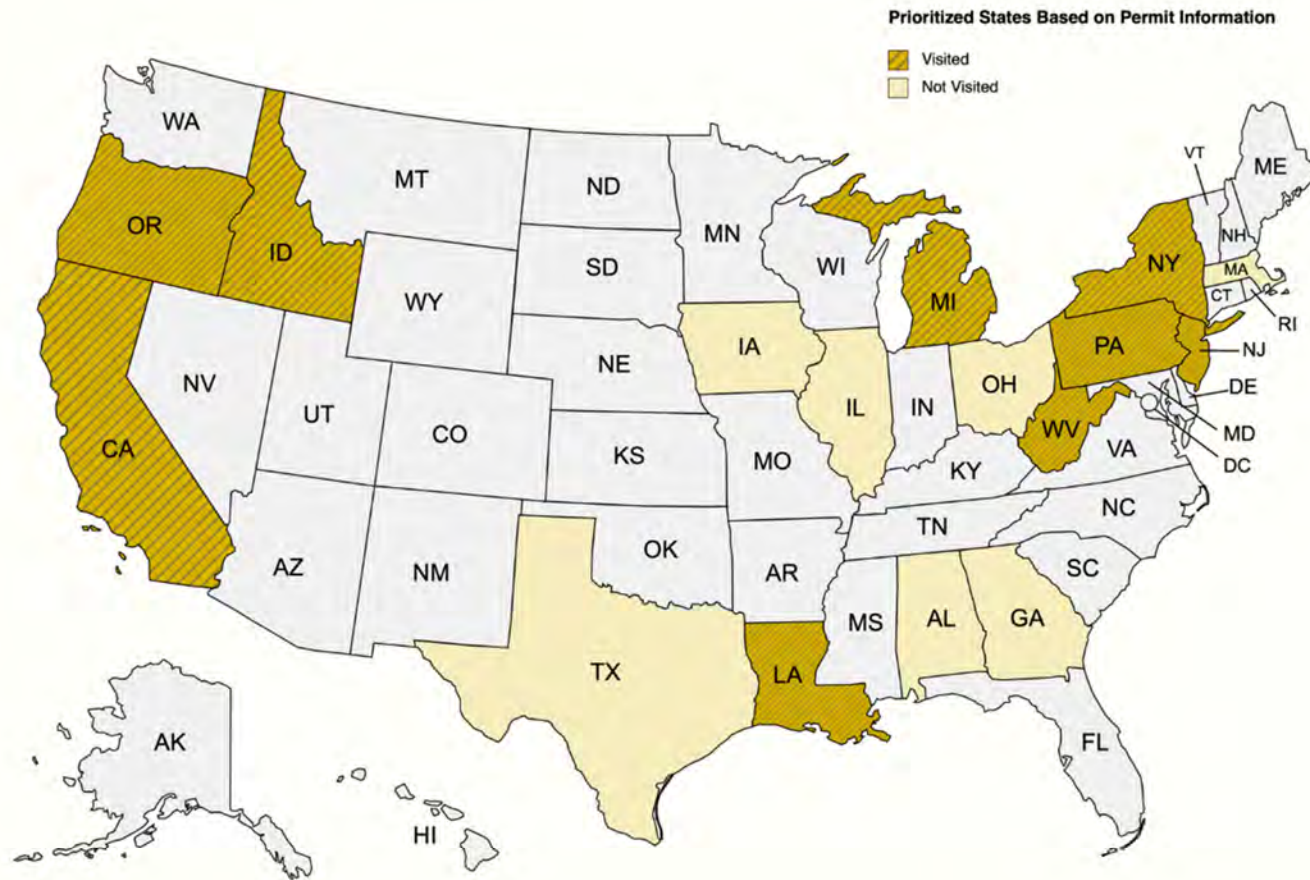 Prioritized States Based on Permit Information
Visited
Not Visited
WA
VT
ME
MT
ND
OR
ID
MN
NH
NY
SD
WI
MA
MI
WY
CT
RI
IA
PA
NJ
NE
OH
NV
IL
IN
DE
UT
CO
WV
MD
CA
KS
MO
VA
DC
KY
NC
TN
OK
AZ
NM
AR
SC
MS
AL
GA
TX
LA
AK
FL
HI